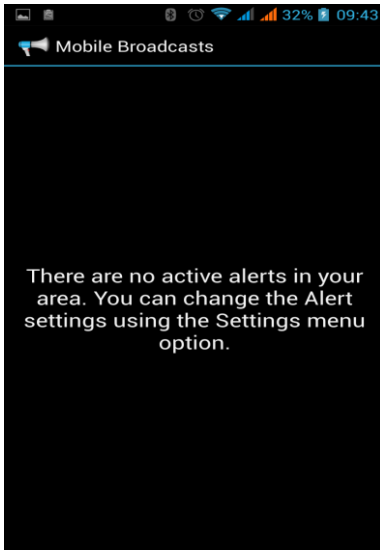 32% 09:43
Mobile Broadcasts
There are no active alerts in your
area. You can change the Alert
settings using the Settings menu
option.